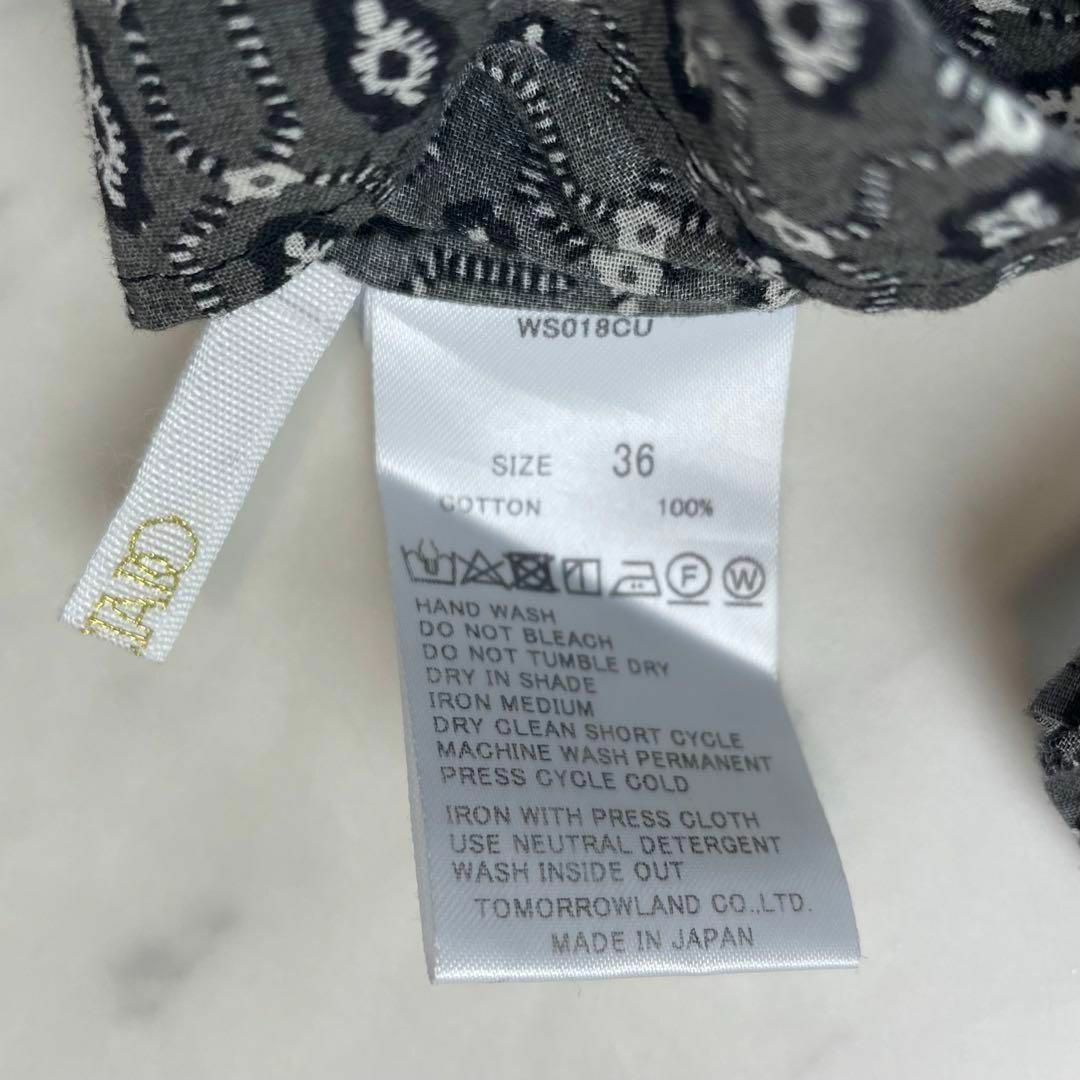 WS018CU
SIZE 36
COTTON 100%
F W
HAND WASH
DO NOT BLEACH
DO NOT TUMBLE DRY
DRY IN SHADE
IRON MEDIUM
DRY CLEAN SHORT CYCLE
MACHINE WASH PERMANENT
PRESS CYCLE COLD
IRON WITH PRESS CLOTH
USE NEUTRAL DETERGENT
WASH INSIDE OUT
TOMORROWLAND CO.,LTD.
MADE IN JAPAN